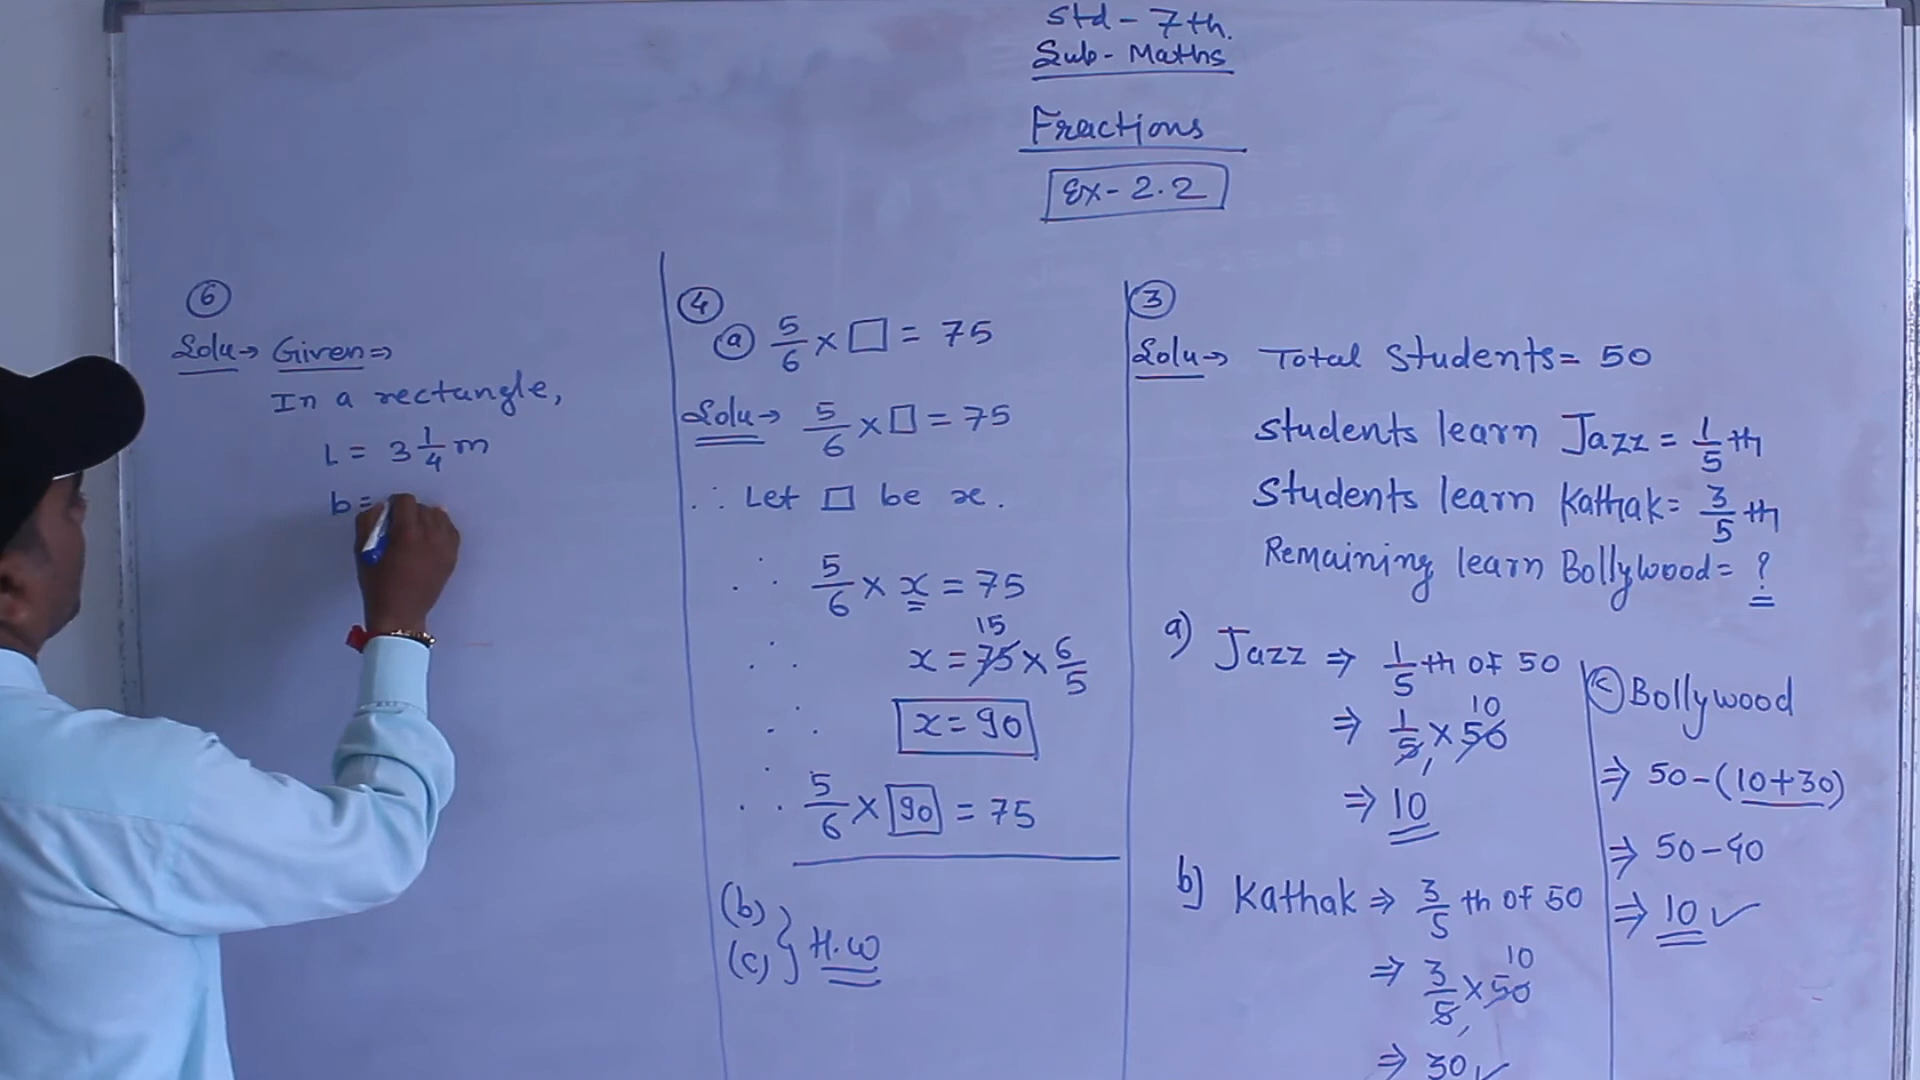 Std - 7th.
Sub - Maths
Fractions
Ex - 2.2
6
Solu → Given ⇒
In a rectangle,
L = 3 1/4 m
b =
4
a 5/6 × □ = 75
Solu → 5/6 × □ = 75
∴ Let □ be x.
∴ 5/6 × x = 75
∴ x = 75 × 6/5
15
∴ x = 90
∴ 5/6 × 90 = 75
(b)
(c) } H.W
3
Solu → Total Students = 50
Students learn Jazz = 1/5 th
Students learn Kathak = 3/5 th
Remaining learn Bollywood = ?
a) Jazz ⇒ 1/5 th of 50
⇒ 1/5 × 50
1 10
⇒ 10
b) Kathak ⇒ 3/5 th of 50
⇒ 3/5 × 50
1 10
⇒ 30 ✓
c Bollywood
⇒ 50 - (10 + 30)
⇒ 50 - 40
⇒ 10 ✓